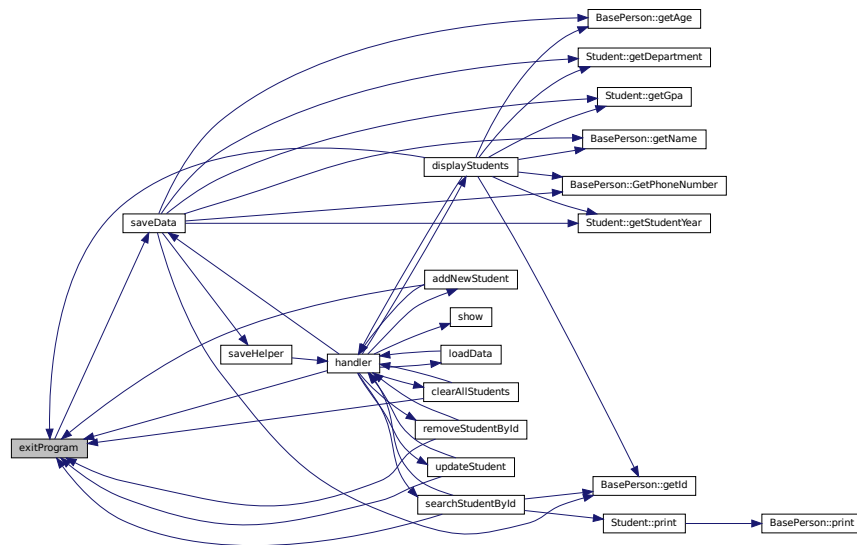 BasePerson::getAge
Student::getDepartment
Student::getGpa
BasePerson::getName
displayStudents
BasePerson::GetPhoneNumber
saveData
Student::getStudentYear
addNewStudent
show
saveHelper
loadData
handler
clearAllStudents
removeStudentById
exitProgram
updateStudent
BasePerson::getId
searchStudentById
Student::print
BasePerson::print